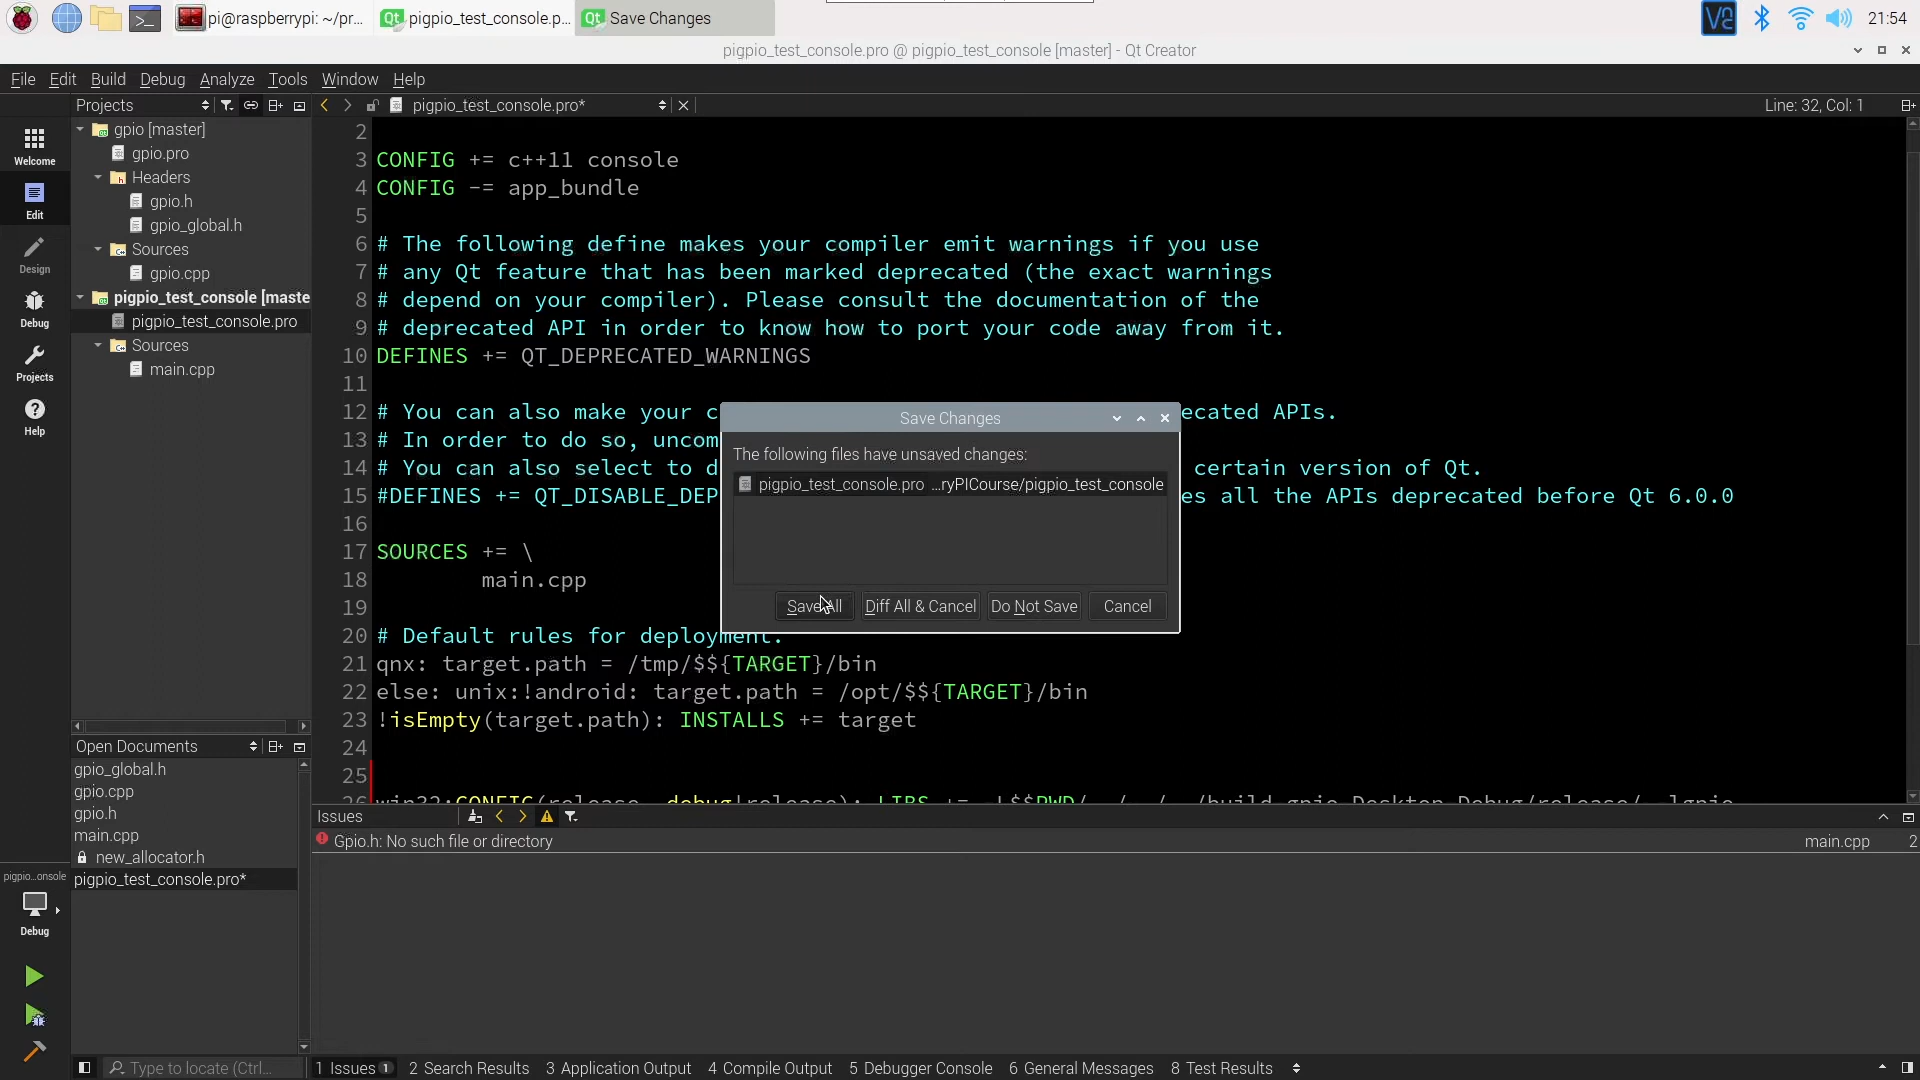 pi@raspberrypi: ~/pr...
pigpio_test_console.p...
Save Changes
21:54
pigpio_test_console.pro @ pigpio_test_console [master] - Qt Creator
File Edit Build Debug Analyze Tools Window Help
Projects
pigpio_test_console.pro*
Line: 32, Col: 1
Welcome
Edit
Design
Debug
Projects
Help
gpio [master]
gpio.pro
Headers
gpio.h
gpio_global.h
Sources
gpio.cpp
pigpio_test_console [maste
pigpio_test_console.pro
Sources
main.cpp
2
3 CONFIG += c++11 console
4 CONFIG -= app_bundle
5
6 # The following define makes your compiler emit warnings if you use
7 # any Qt feature that has been marked deprecated (the exact warnings
8 # depend on your compiler). Please consult the documentation of the
9 # deprecated API in order to know how to port your code away from it.
10 DEFINES += QT_DEPRECATED_WARNINGS
11
12 # You can also make your c ecated APIs.
13 # In order to do so, uncom
14 # You can also select to d certain version of Qt.
15 #DEFINES += QT_DISABLE_DEP es all the APIs deprecated before Qt 6.0.0
16
17 SOURCES += \
18 main.cpp
19
20 # Default rules for deployment.
21 qnx: target.path = /tmp/$${TARGET}/bin
22 else: unix:!android: target.path = /opt/$${TARGET}/bin
23 !isEmpty(target.path): INSTALLS += target
24
25
Save Changes
The following files have unsaved changes:
pigpio_test_console.pro ...ryPICourse/pigpio_test_console
Save All
Diff All & Cancel
Do Not Save
Cancel
Open Documents
gpio_global.h
gpio.cpp
gpio.h
main.cpp
new_allocator.h
pigpio_test_console.pro*
pigpio...onsole
Debug
Issues
Gpio.h: No such file or directory
main.cpp 2
Type to locate (Ctrl...
1 Issues 1
2 Search Results
3 Application Output
4 Compile Output
5 Debugger Console
6 General Messages
8 Test Results